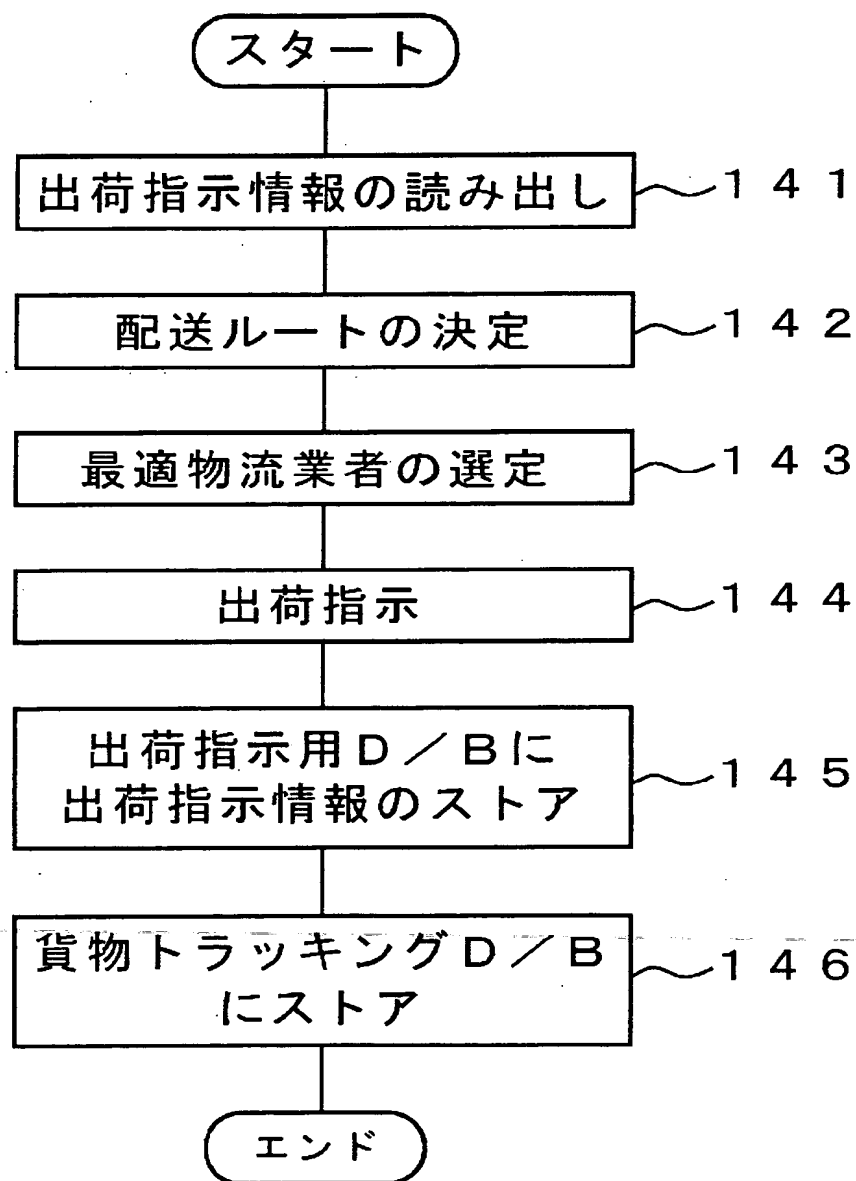 スタート
出荷指示情報の読み出し
141
配送ルートの決定
142
最適物流業者の選定
143
出荷指示
144
出荷指示用D/Bに
出荷指示情報のストア
145
貨物トラッキングD/B
にストア
146
エンド